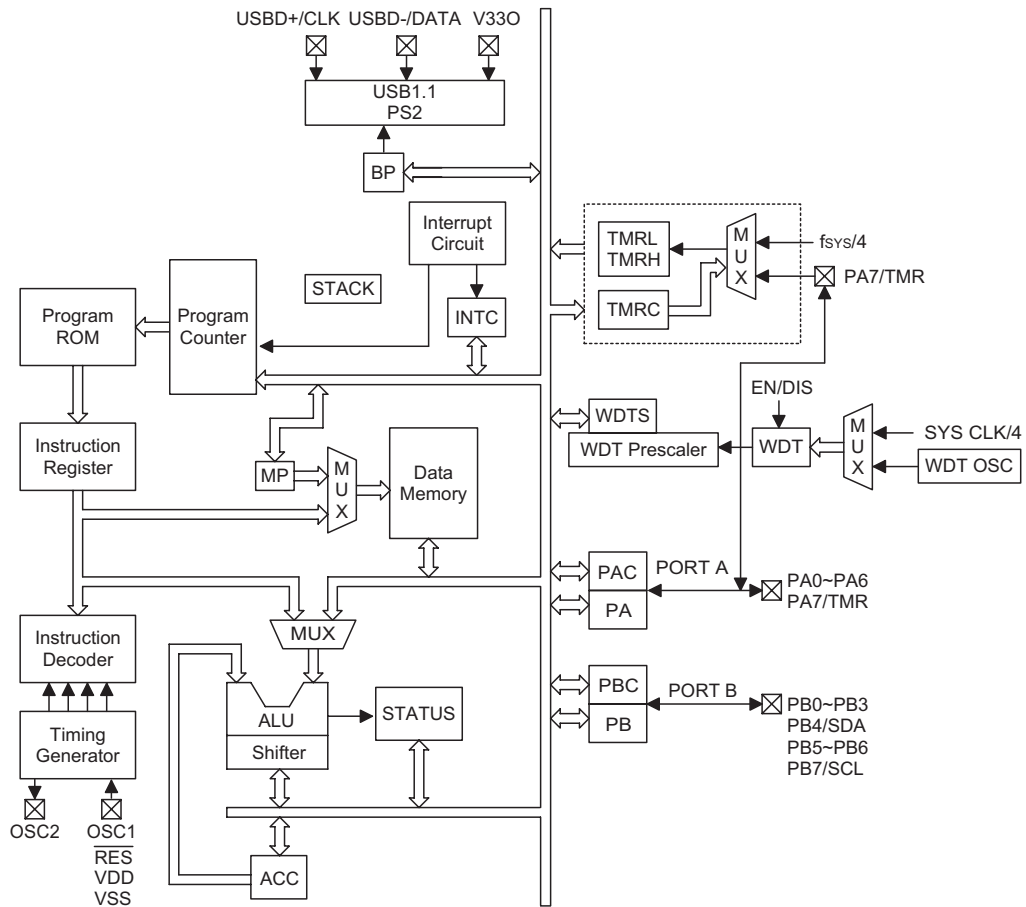 USBD+/CLK USBD-/DATA V33O
USB1.1
PS2
BP
Interrupt
Circuit
STACK
INTC
Program
ROM
Program
Counter
TMRL
TMRH
TMRC
M
U
X
fSYS/4
PA7/TMR
Instruction
Register
MP
M
U
X
Data
Memory
WDTS
WDT Prescaler
EN/DIS
WDT
M
U
X
SYS CLK/4
WDT OSC
PAC
PA
PORT A
PA0~PA6
PA7/TMR
Instruction
Decoder
MUX
ALU
Shifter
STATUS
PBC
PB
PORT B
PB0~PB3
PB4/SDA
PB5~PB6
PB7/SCL
Timing
Generator
OSC2
OSC1
RES
VDD
VSS
ACC